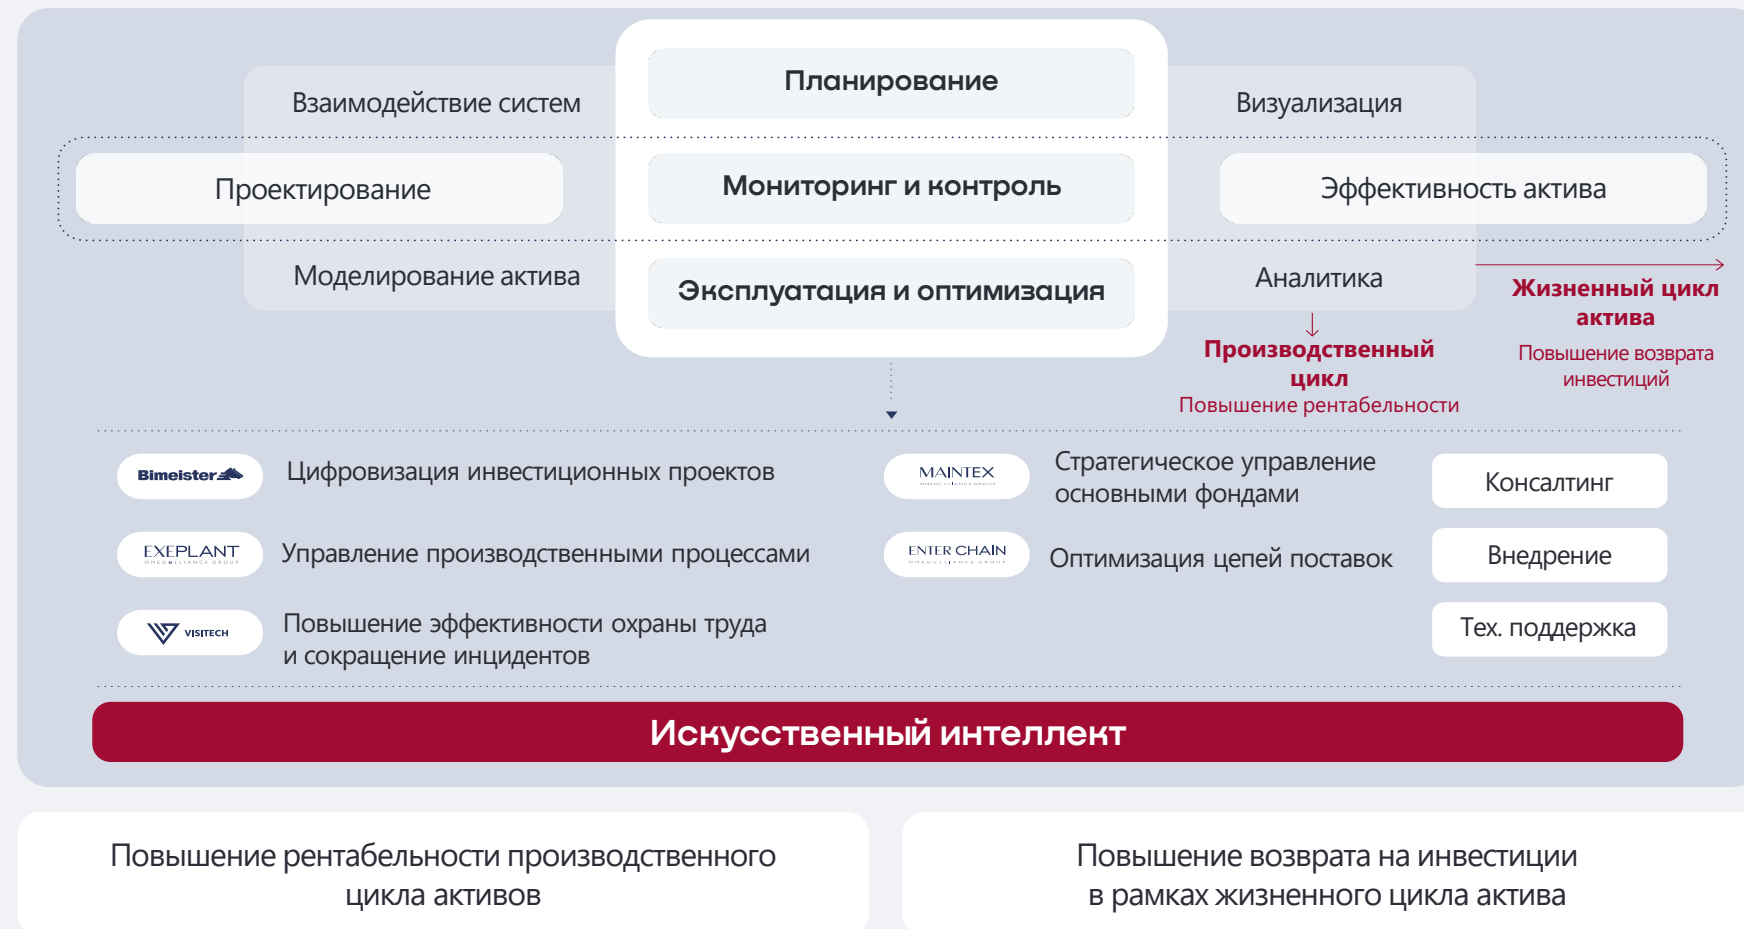 Планирование
Взаимодействие систем
Визуализация
Проектирование
Мониторинг и контроль
Эффективность актива
Моделирование актива
Эксплуатация и оптимизация
Аналитика
Жизненный цикл
актива
Повышение возврата
инвестиций
Производственный
цикл
Повышение рентабельности
Bimeister
Цифровизация инвестиционных проектов
MAINTEX
Стратегическое управление
основными фондами
Консалтинг
EXEPLANT
Управление производственными процессами
ENTER CHAIN
Оптимизация цепей поставок
Внедрение
VISITECH
Повышение эффективности охраны труда
и сокращение инцидентов
Тех. поддержка
Искусственный интеллект
Повышение рентабельности производственного
цикла активов
Повышение возврата на инвестиции
в рамках жизненного цикла актива